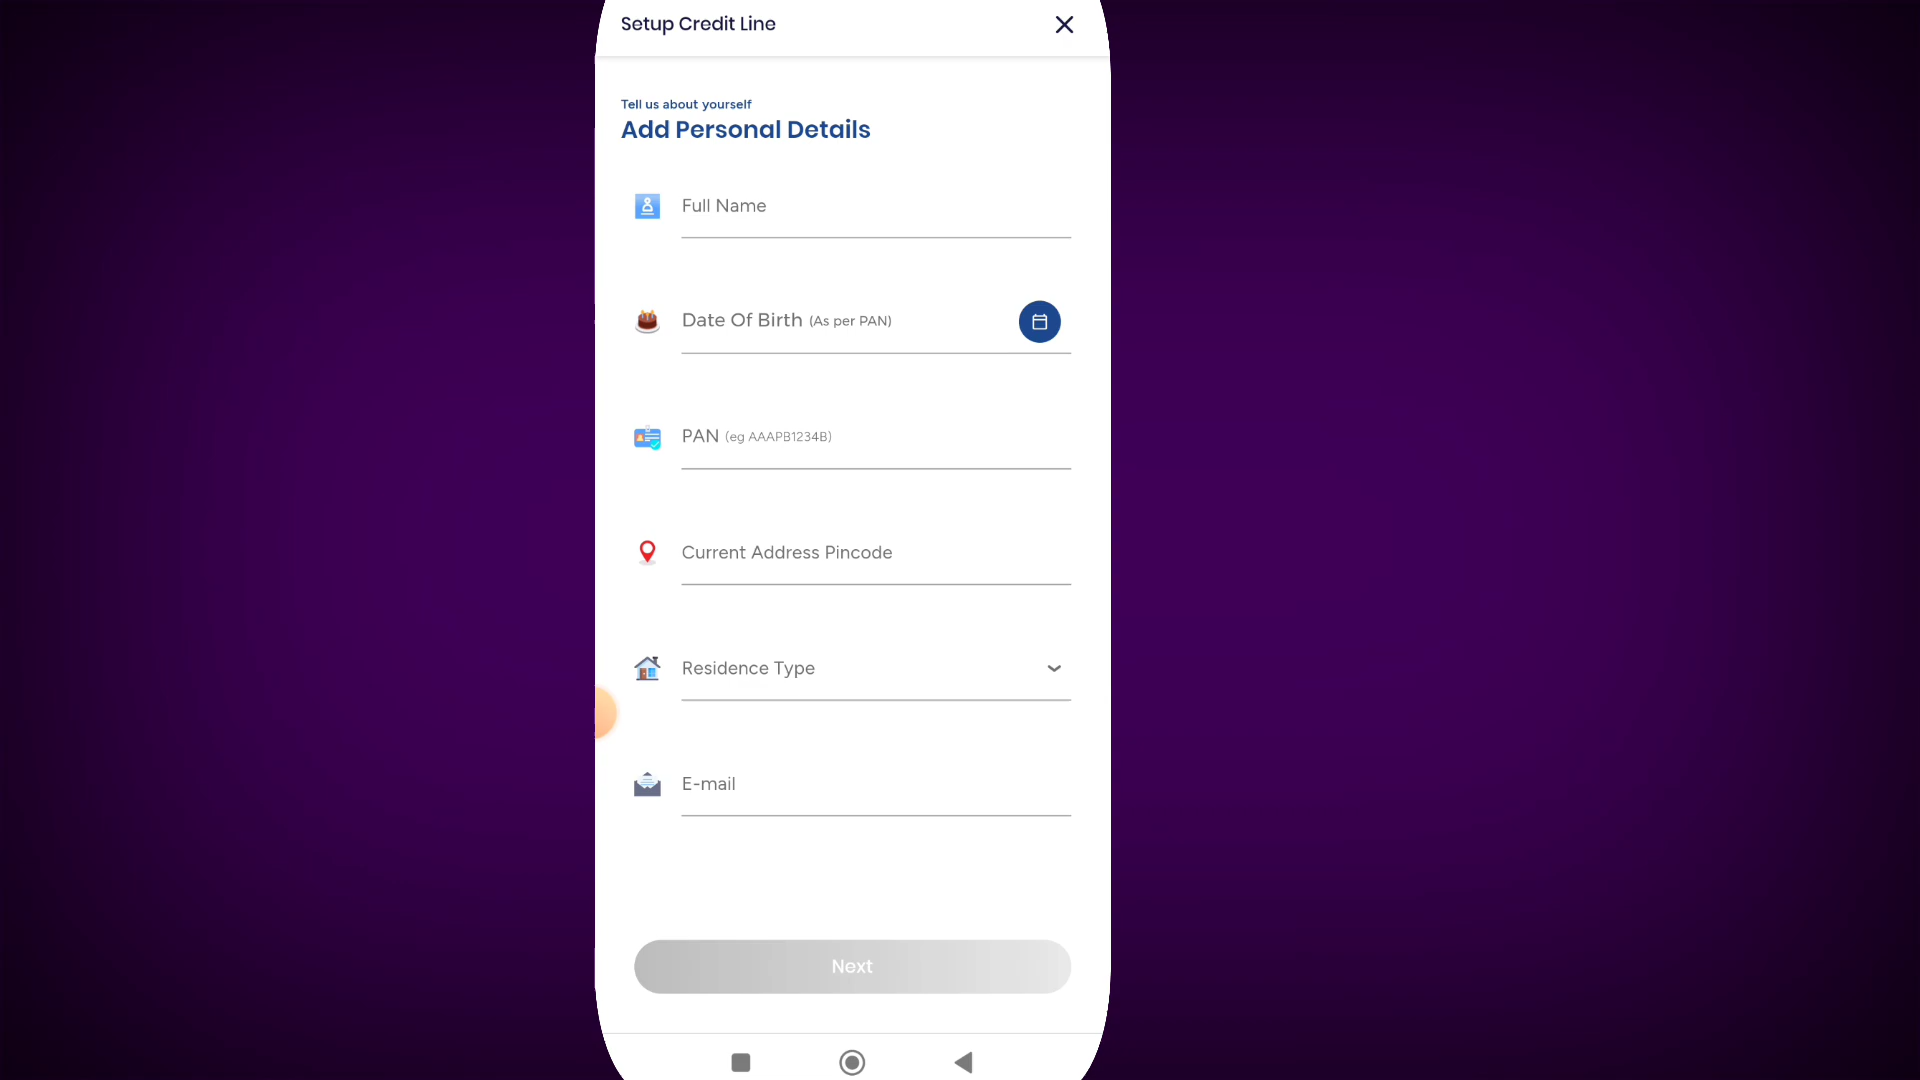 Setup Credit Line
Tell us about yourself
Add Personal Details
Full Name
Date Of Birth (As per PAN)
PAN (eg AAAPB1234B)
Current Address Pincode
Residence Type
E-mail
Next